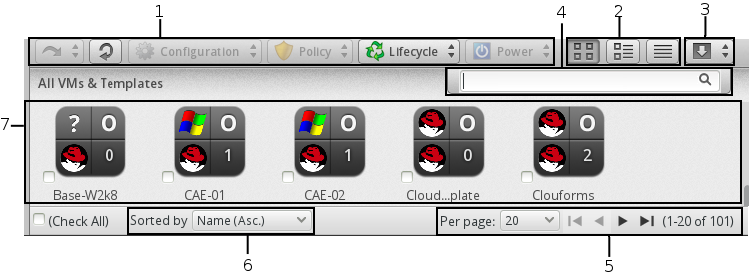 1
4
2
3
Configuration
Policy
Lifecycle
Power
All VMs & Templates
7
? O
0
O
1
O
1
O
0
O
2
Base-W2k8
CAE-01
CAE-02
Cloud...plate
Clouforms
(Check All)
Sorted by
Name (Asc.)
Per page:
20
(1-20 of 101)
6
5